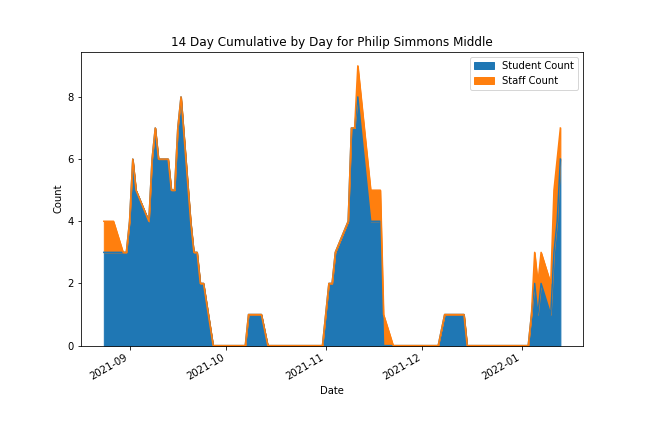 14 Day Cumulative by Day for Philip Simmons Middle
Student Count
Staff Count
8
6
4
2
0
Count
2021-09
2021-10
2021-11
2021-12
2022-01
Date